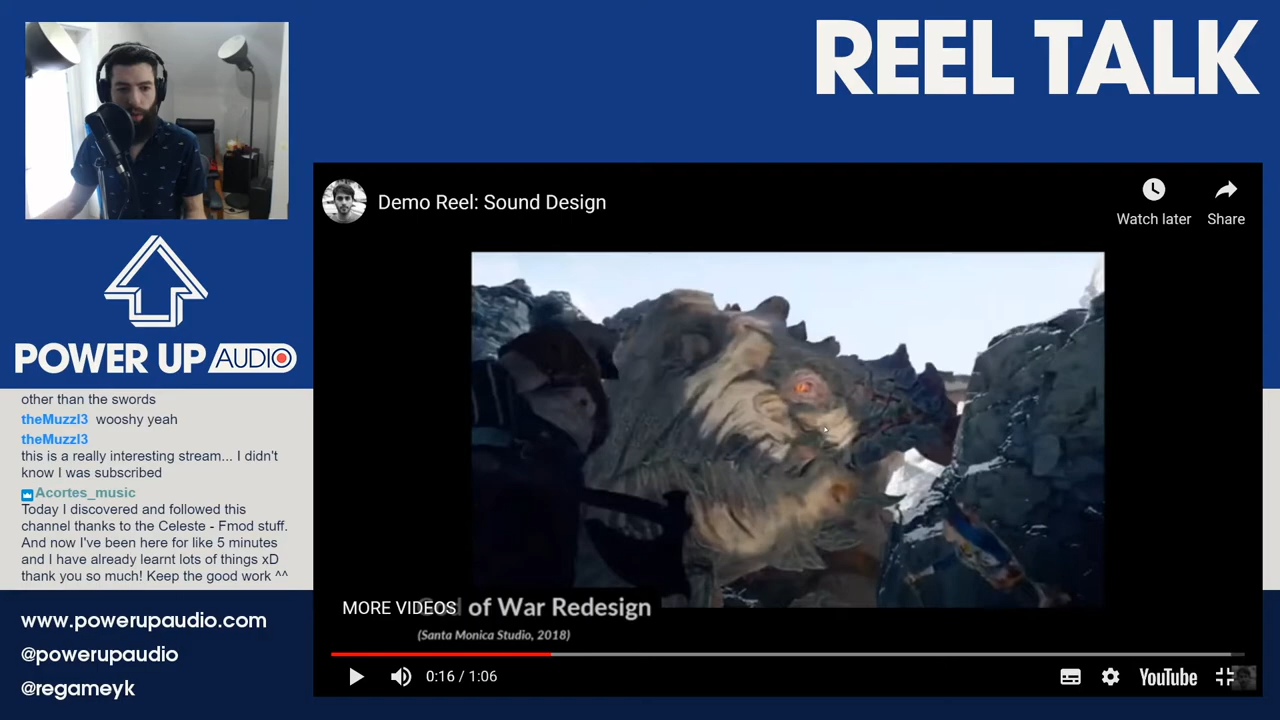 REEL TALK
Demo Reel: Sound Design
Watch later
Share
POWER UP AUDIO
other than the swords
theMuzzl3 wooshy yeah
theMuzzl3
this is a really interesting stream... I didn't
know I was subscribed
Acortes_music
Today I discovered and followed this
channel thanks to the Celeste - Fmod stuff.
And now I've been here for like 5 minutes
and I have already learnt lots of things xD
thank you so much! Keep the good work ^^
MORE VIDEOS
of War Redesign
(Santa Monica Studio, 2018)
0:16 / 1:06
YouTube
www.powerupaudio.com
@powerupaudio
@regameyk